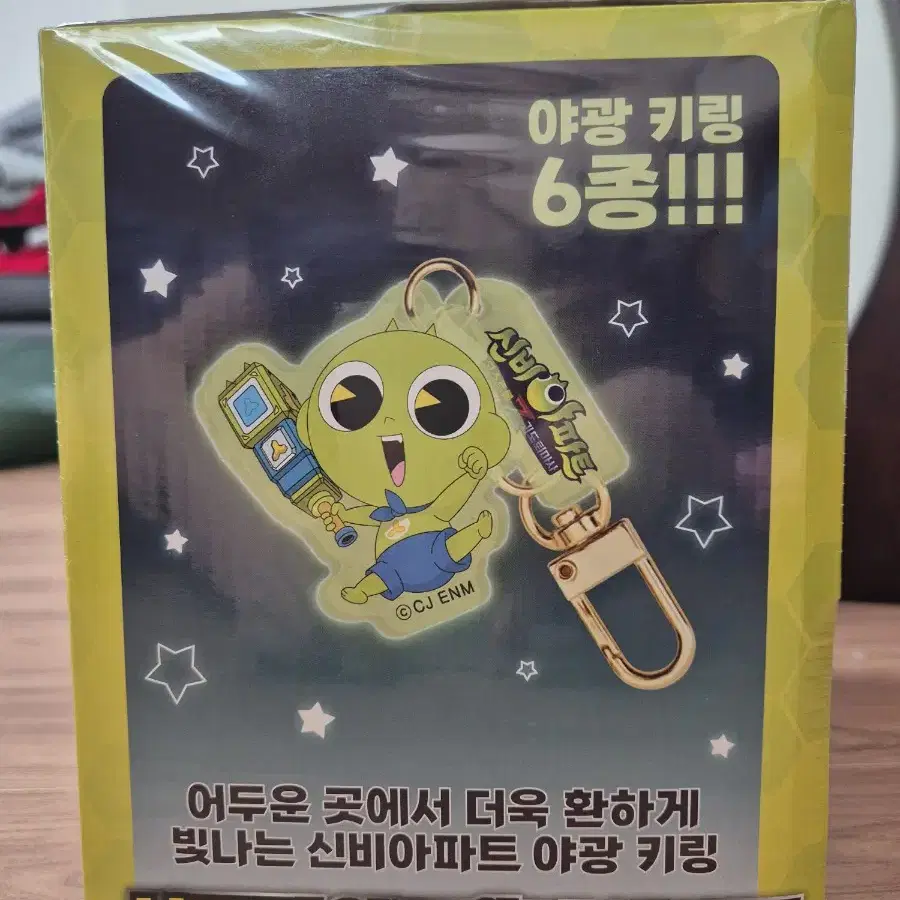 야광 키링
6종!!!
신비아파트
©CJ ENM
어두운 곳에서 더욱 환하게
빛나는 신비아파트 야광 키링